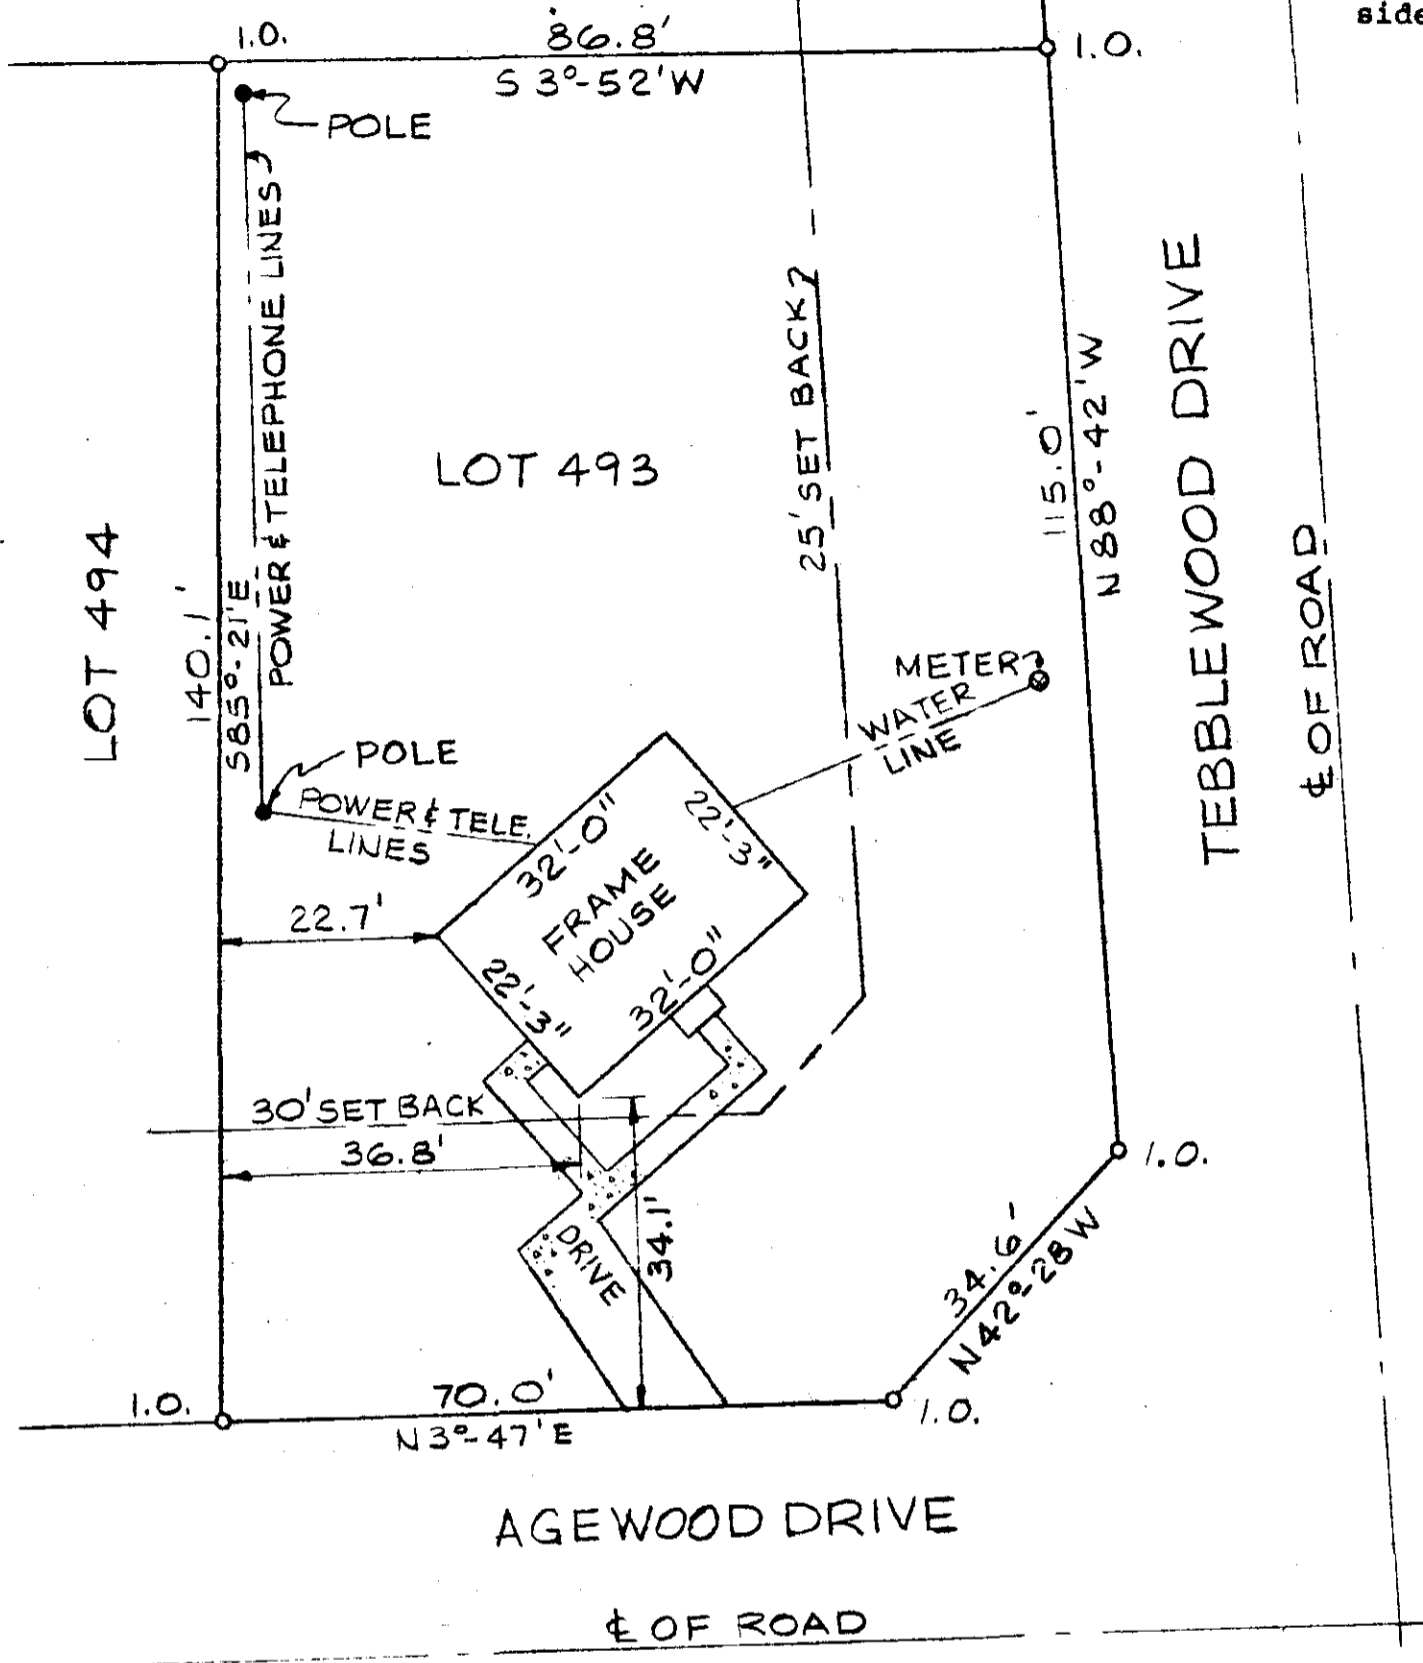 side
I.O.
86.8'
I.O.
S 3°-52'W
POLE
POWER & TELEPHONE LINES
25' SET BACK
LOT 493
LOT 494
140.1'
S85°-21'E
115.0'
N 88°-42'W
TEBBLEWOOD DRIVE
℄ OF ROAD
METER
WATER
LINE
POLE
POWER & TELE.
LINES
32'-0"
22'-3"
FRAME
HOUSE
22.7'
22'-3"
32'-0"
30' SET BACK
36.8'
34.1'
DRIVE
I.O.
34.6'
N 42°-28 W
I.O.
70.0'
I.O.
N 3°-47'E
AGEWOOD DRIVE
℄ OF ROAD